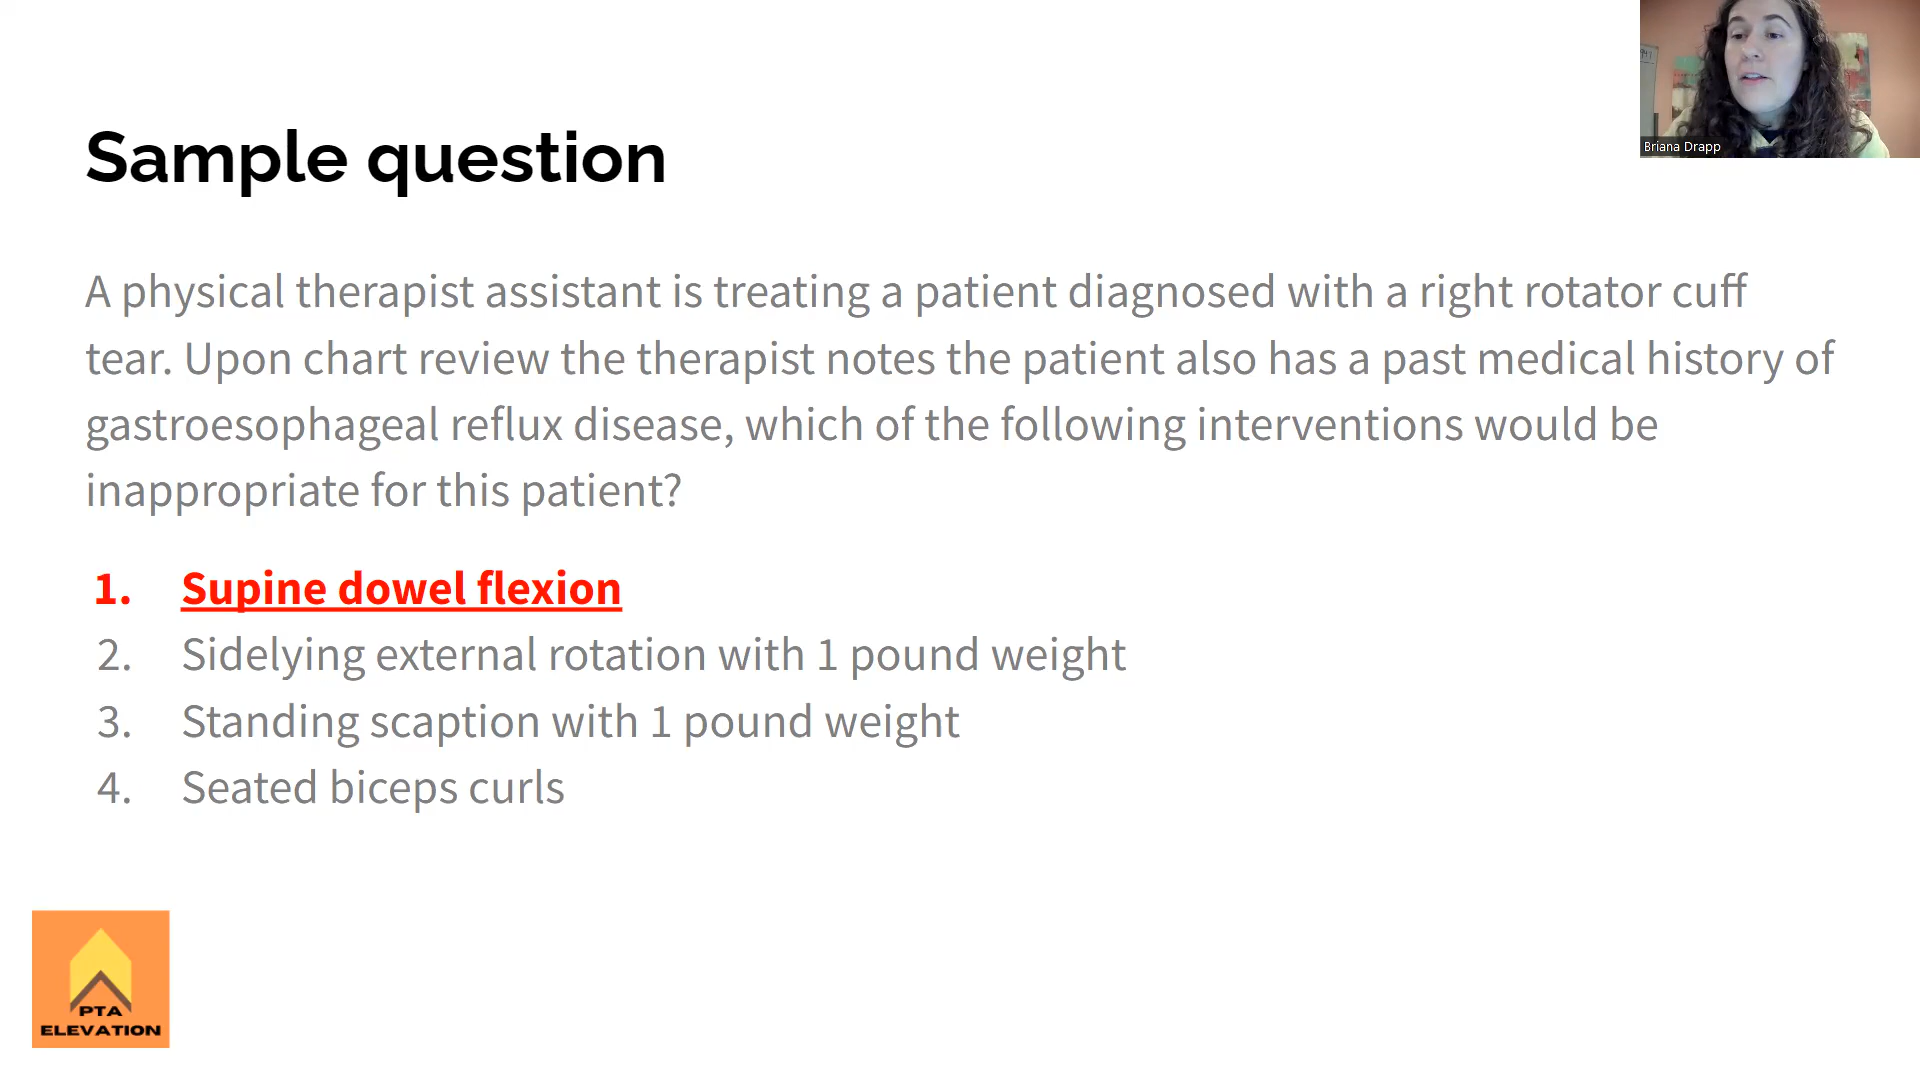 Briana Drapp
Sample question
A physical therapist assistant is treating a patient diagnosed with a right rotator cuff
tear. Upon chart review the therapist notes the patient also has a past medical history of
gastroesophageal reflux disease, which of the following interventions would be
inappropriate for this patient?
1. Supine dowel flexion
2. Sidelying external rotation with 1 pound weight
3. Standing scaption with 1 pound weight
4. Seated biceps curls
PTA
ELEVATION